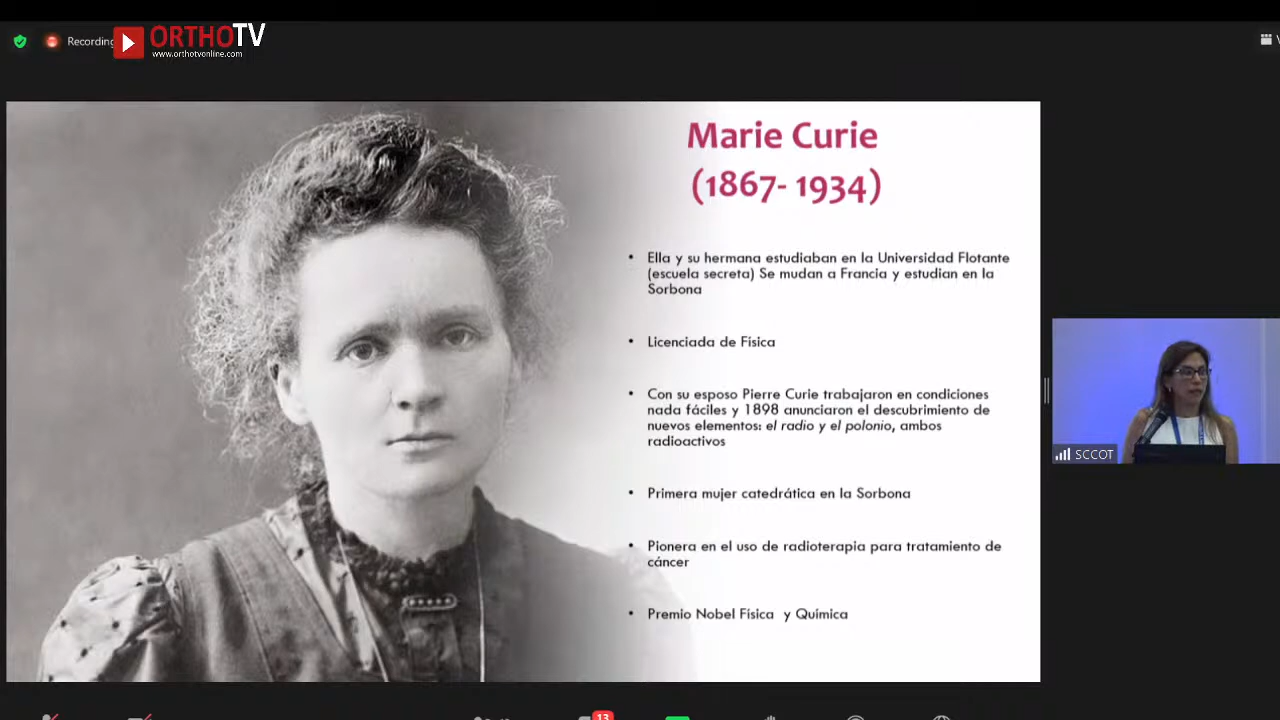 Recording
ORTHOTV
www.orthotvonline.com
Marie Curie
(1867- 1934)
• Ella y su hermana estudiaban en la Universidad Flotante
(escuela secreta) Se mudan a Francia y estudian en la
Sorbona
• Licenciada de Física
• Con su esposo Pierre Curie trabajaron en condiciones
nada fáciles y 1898 anunciaron el descubrimiento de
nuevos elementos: el radio y el polonio, ambos
radioactivos
• Primera mujer catedrática en la Sorbona
• Pionera en el uso de radioterapia para tratamiento de
cáncer
• Premio Nobel Física y Química
SCCOT
13